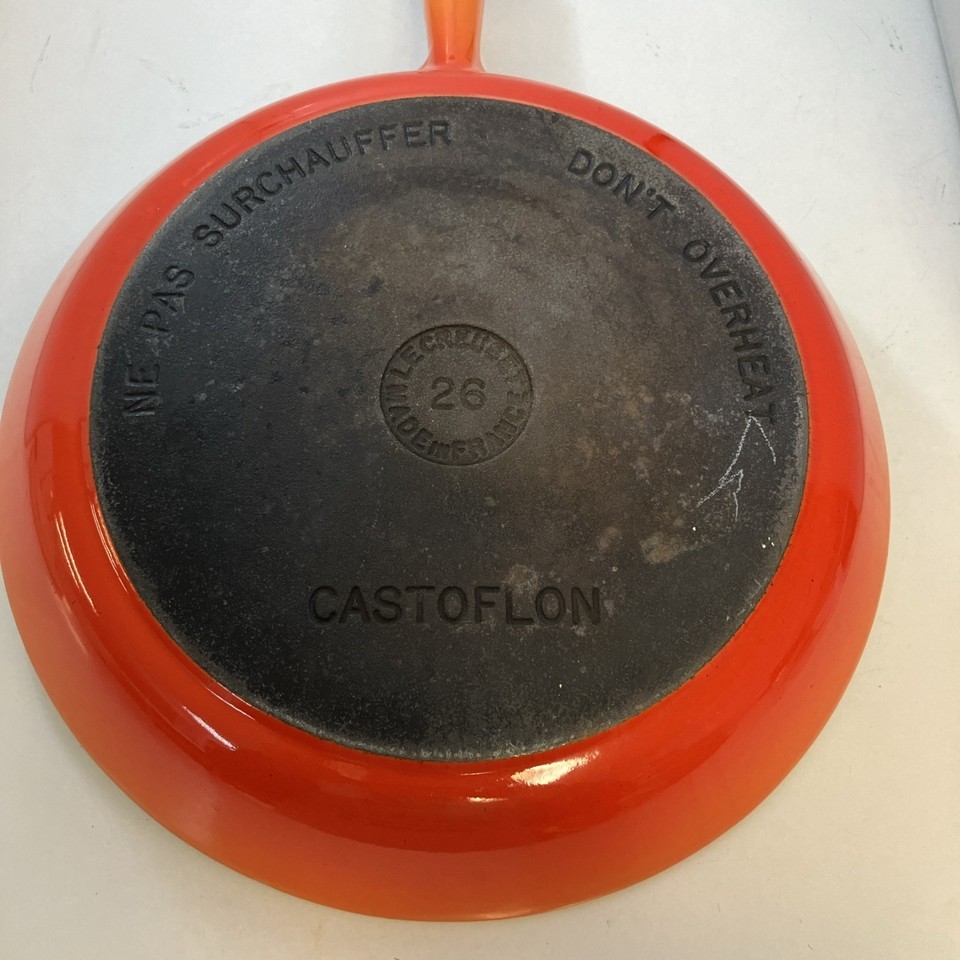 NE PAS SURCHAUFFER
DON'T OVERHEAT
LE CREUSET
26
MADE IN FRANCE
CASTOFLON